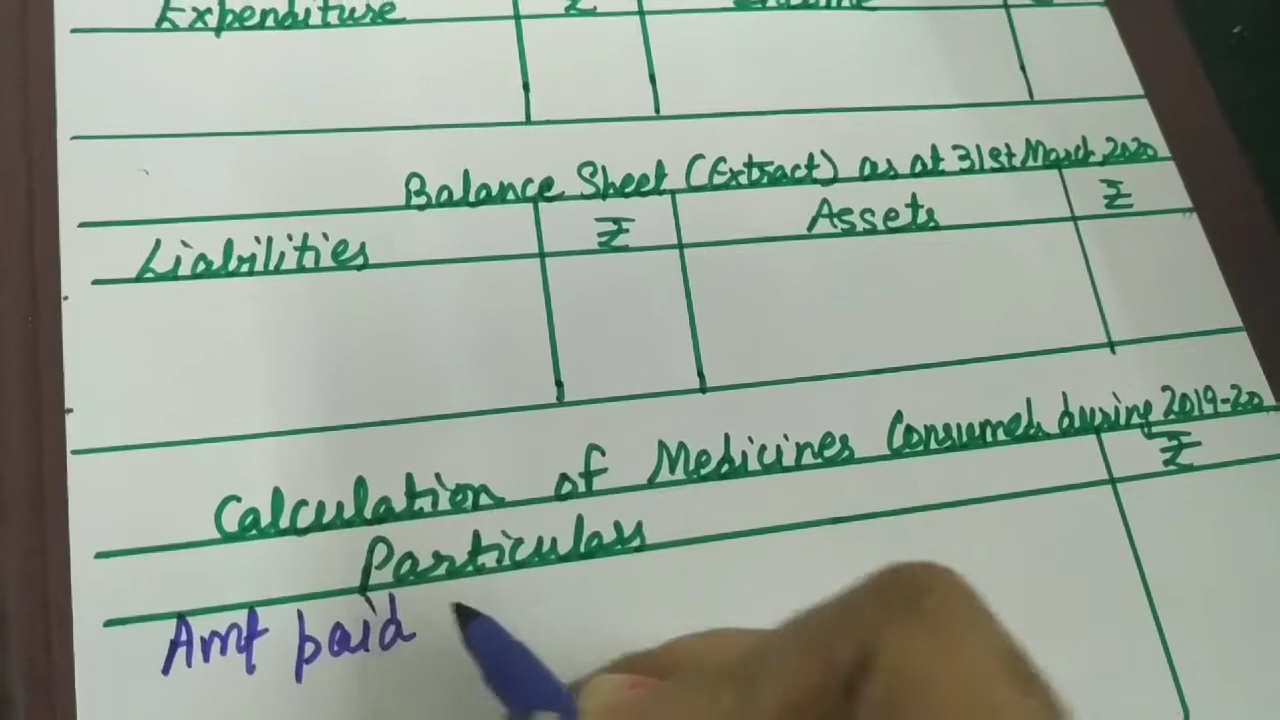 Expenditure ₹
Balance Sheet (Extract) as at 31st March 2020
Liabilities ₹ Assets ₹
Calculation of Medicines Consumed during 2019-20
Particulars ₹
Amt paid